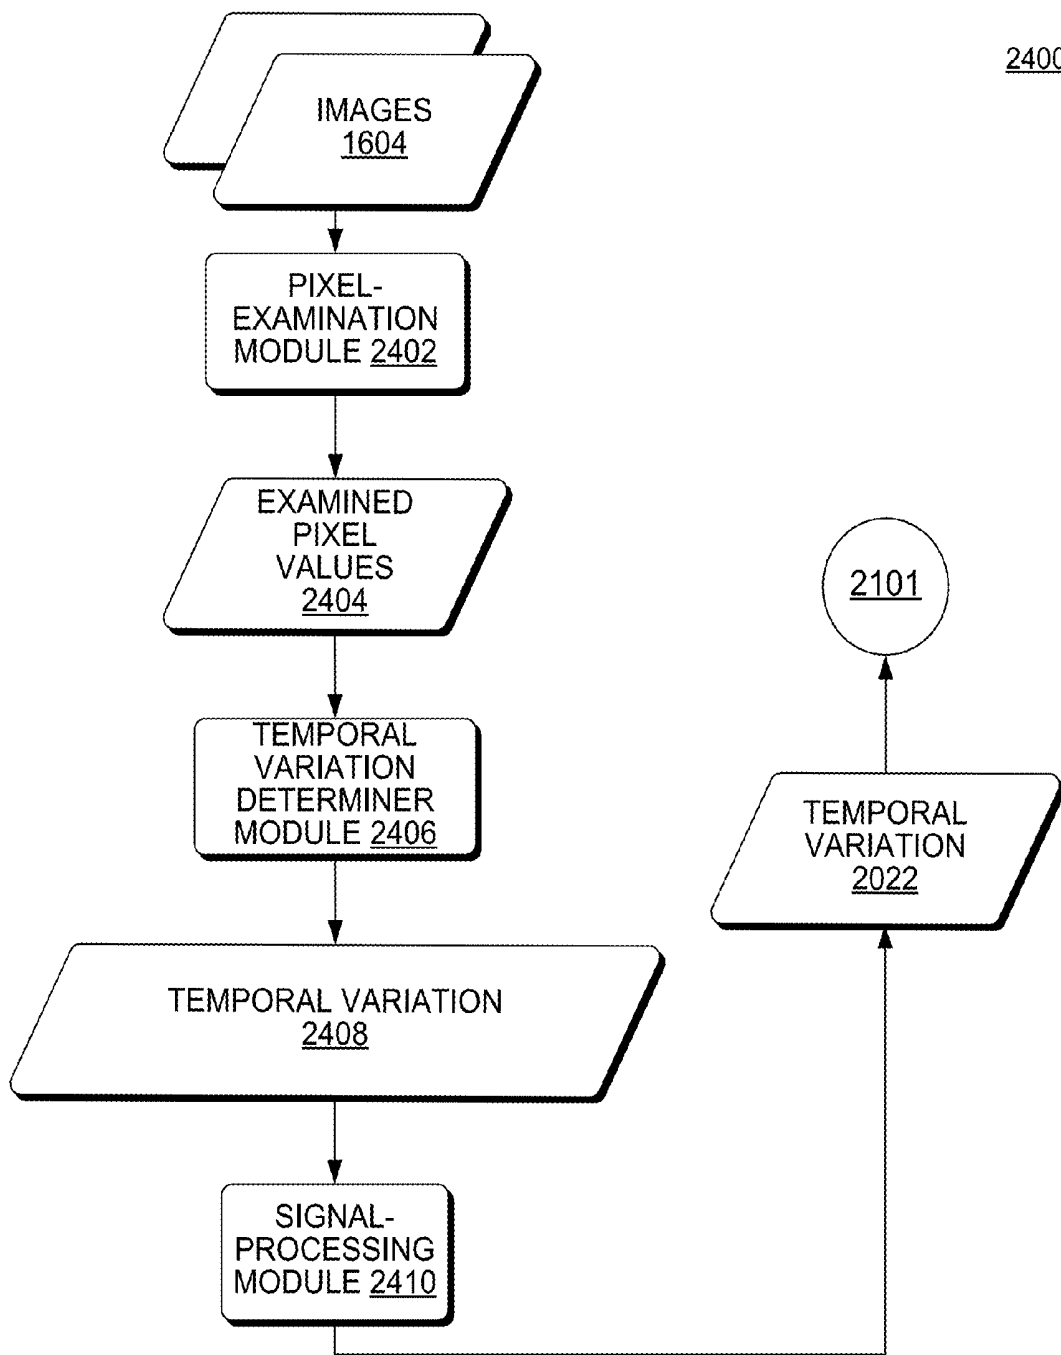 2400
IMAGES
1604
PIXEL-
EXAMINATION
MODULE 2402
EXAMINED
PIXEL
VALUES
2404
2101
TEMPORAL
VARIATION
DETERMINER
MODULE 2406
TEMPORAL
VARIATION
2022
TEMPORAL VARIATION
2408
SIGNAL-
PROCESSING
MODULE 2410